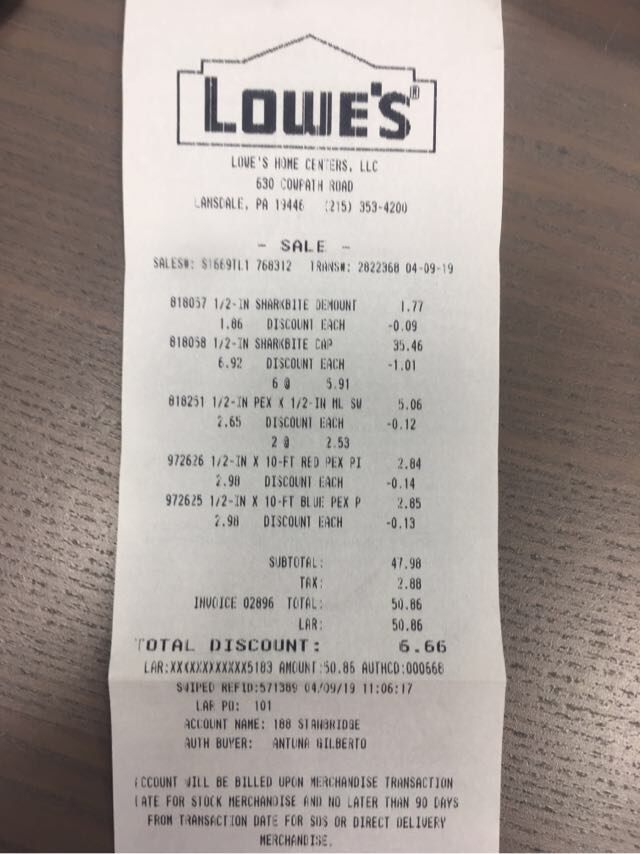 LOWE'S®
LOWE'S HOME CENTERS, LLC
630 COWPATH ROAD
LANSDALE, PA 19446 (215) 353-4200
- SALE -
SALES#: S1669TL1 768312 TRANS#: 2822368 04-09-19
818057 1/2-IN SHARKBITE DEMOUNT 1.77
1.86 DISCOUNT EACH -0.09
818058 1/2-IN SHARKBITE CAP 35.46
6.92 DISCOUNT EACH -1.01
6 @ 5.91
818251 1/2-IN PEX X 1/2-IN ML SW 5.06
2.65 DISCOUNT EACH -0.12
2 @ 2.53
972626 1/2-IN X 10-FT RED PEX PI 2.84
2.98 DISCOUNT EACH -0.14
972625 1/2-IN X 10-FT BLUE PEX P 2.85
2.98 DISCOUNT EACH -0.13
SUBTOTAL: 47.98
TAX: 2.88
INVOICE 02896 TOTAL: 50.86
LAR: 50.86
TOTAL DISCOUNT: 6.66
LAR:XXXXXXXXXXXX5183 AMOUNT:50.86 AUTHCD:000668
SWIPED REFID:571389 04/09/19 11:06:17
LAR PO: 101
ACCOUNT NAME: 188 STANBRIDGE
AUTH BUYER: ANTUNA GILBERTO
ACCOUNT WILL BE BILLED UPON MERCHANDISE TRANSACTION
DATE FOR STOCK MERCHANDISE AND NO LATER THAN 90 DAYS
FROM TRANSACTION DATE FOR SOS OR DIRECT DELIVERY
MERCHANDISE.